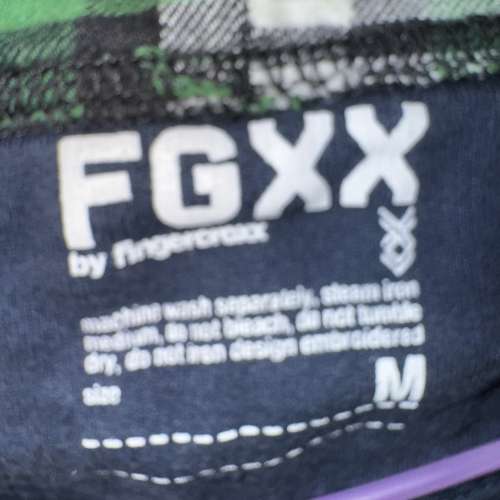 FGXX
by fingercroxx
machine wash separately, steam iron
medium, do not bleach, do not tumble
dry, do not iron design embroidered
size M